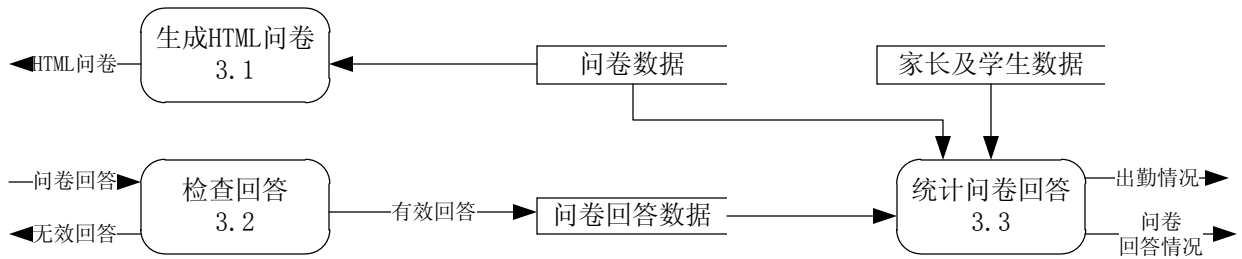 生成HTML问卷
3.1
HTML问卷
问卷数据
家长及学生数据
问卷回答
检查回答
3.2
无效回答
有效回答
问卷回答数据
统计问卷回答
3.3
出勤情况
问卷
回答情况